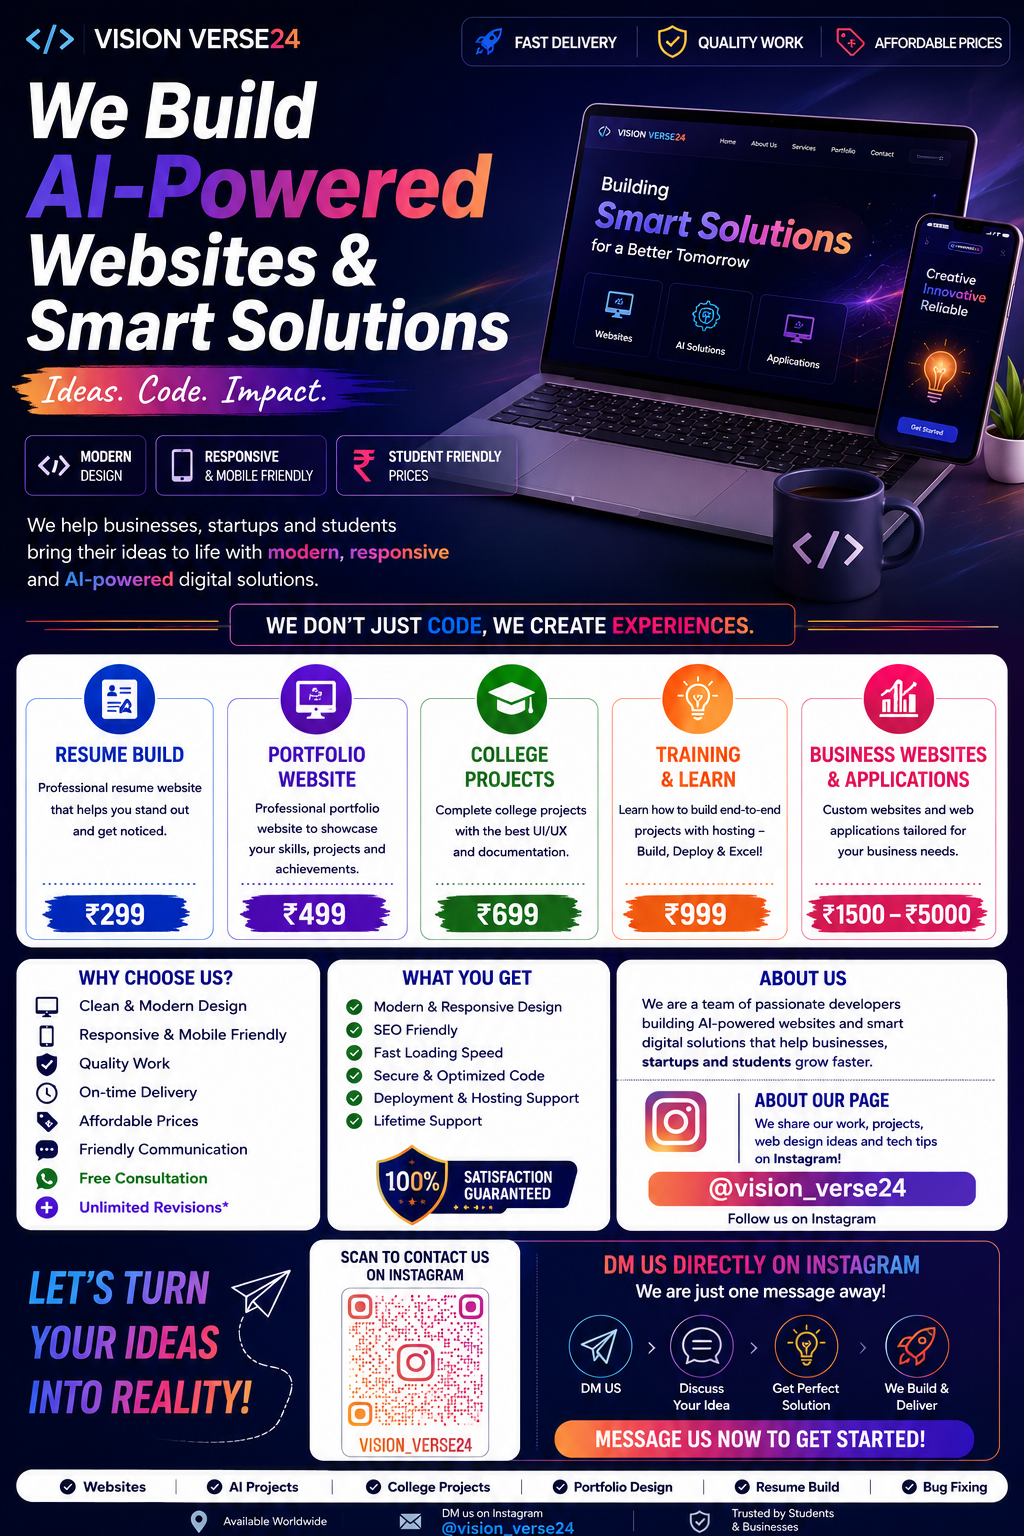 </> VISION VERSE24
FAST DELIVERY
QUALITY WORK
AFFORDABLE PRICES
We Build
AI-Powered
Websites &
Smart Solutions
Ideas. Code. Impact.
MODERN
DESIGN
RESPONSIVE
& MOBILE FRIENDLY
₹
STUDENT FRIENDLY
PRICES
We help businesses, startups and students
bring their ideas to life with modern, responsive
and AI-powered digital solutions.
</> VISION VERSE24
Home About Us Services Portfolio Contact
Building
Smart Solutions
for a Better Tomorrow
Websites
AI Solutions
Applications
Creative
Innovative
Reliable
Get Started
</>
WE DON'T JUST CODE, WE CREATE EXPERIENCES.
RESUME BUILD
Professional resume website
that helps you stand out
and get noticed.
₹299
PORTFOLIO
WEBSITE
Professional portfolio
website to showcase
your skills, projects and
achievements.
₹499
COLLEGE
PROJECTS
Complete college projects
with the best UI/UX
and documentation.
₹699
TRAINING
& LEARN
Learn how to build end-to-end
projects with hosting –
Build, Deploy & Excel!
₹999
BUSINESS WEBSITES
& APPLICATIONS
Custom websites and web
applications tailored for
your business needs.
₹1500 – ₹5000
WHY CHOOSE US?
Clean & Modern Design
Responsive & Mobile Friendly
Quality Work
On-time Delivery
Affordable Prices
Friendly Communication
Free Consultation
Unlimited Revisions*
WHAT YOU GET
Modern & Responsive Design
SEO Friendly
Fast Loading Speed
Secure & Optimized Code
Deployment & Hosting Support
Lifetime Support
100%
SATISFACTION
GUARANTEED
ABOUT US
We are a team of passionate developers
building AI-powered websites and smart
digital solutions that help businesses,
startups and students grow faster.
ABOUT OUR PAGE
We share our work, projects,
web design ideas and tech tips
on Instagram!
@vision_verse24
Follow us on Instagram
LET'S TURN
YOUR IDEAS
INTO REALITY!
SCAN TO CONTACT US
ON INSTAGRAM
VISION_VERSE24
DM US DIRECTLY ON INSTAGRAM
We are just one message away!
DM US
Discuss
Your Idea
Get Perfect
Solution
We Build &
Deliver
MESSAGE US NOW TO GET STARTED!
Websites
AI Projects
College Projects
Portfolio Design
Resume Build
Bug Fixing
Available Worldwide
DM us on Instagram
@vision_verse24
Trusted by Students
& Businesses